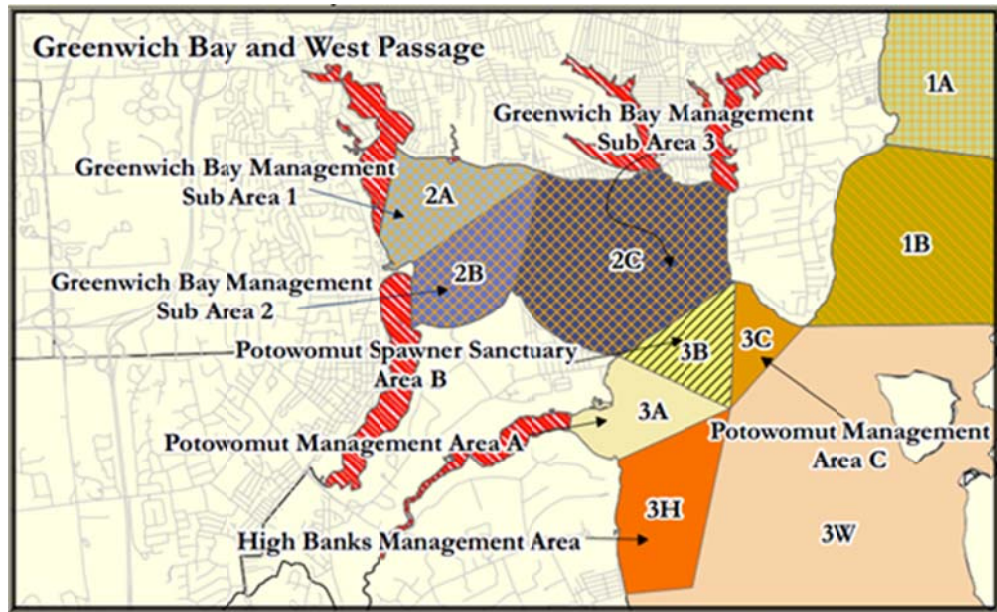 Greenwich Bay and West Passage
1A
Greenwich Bay Management
Sub Area 3
Greenwich Bay Management
Sub Area 1
2A
1B
2B
2C
Greenwich Bay Management
Sub Area 2
Potowomut Spawner Sanctuary
Area B
3B
3C
3A
Potowomut Management Area A
Potowomut Management
Area C
3H
High Banks Management Area
3W